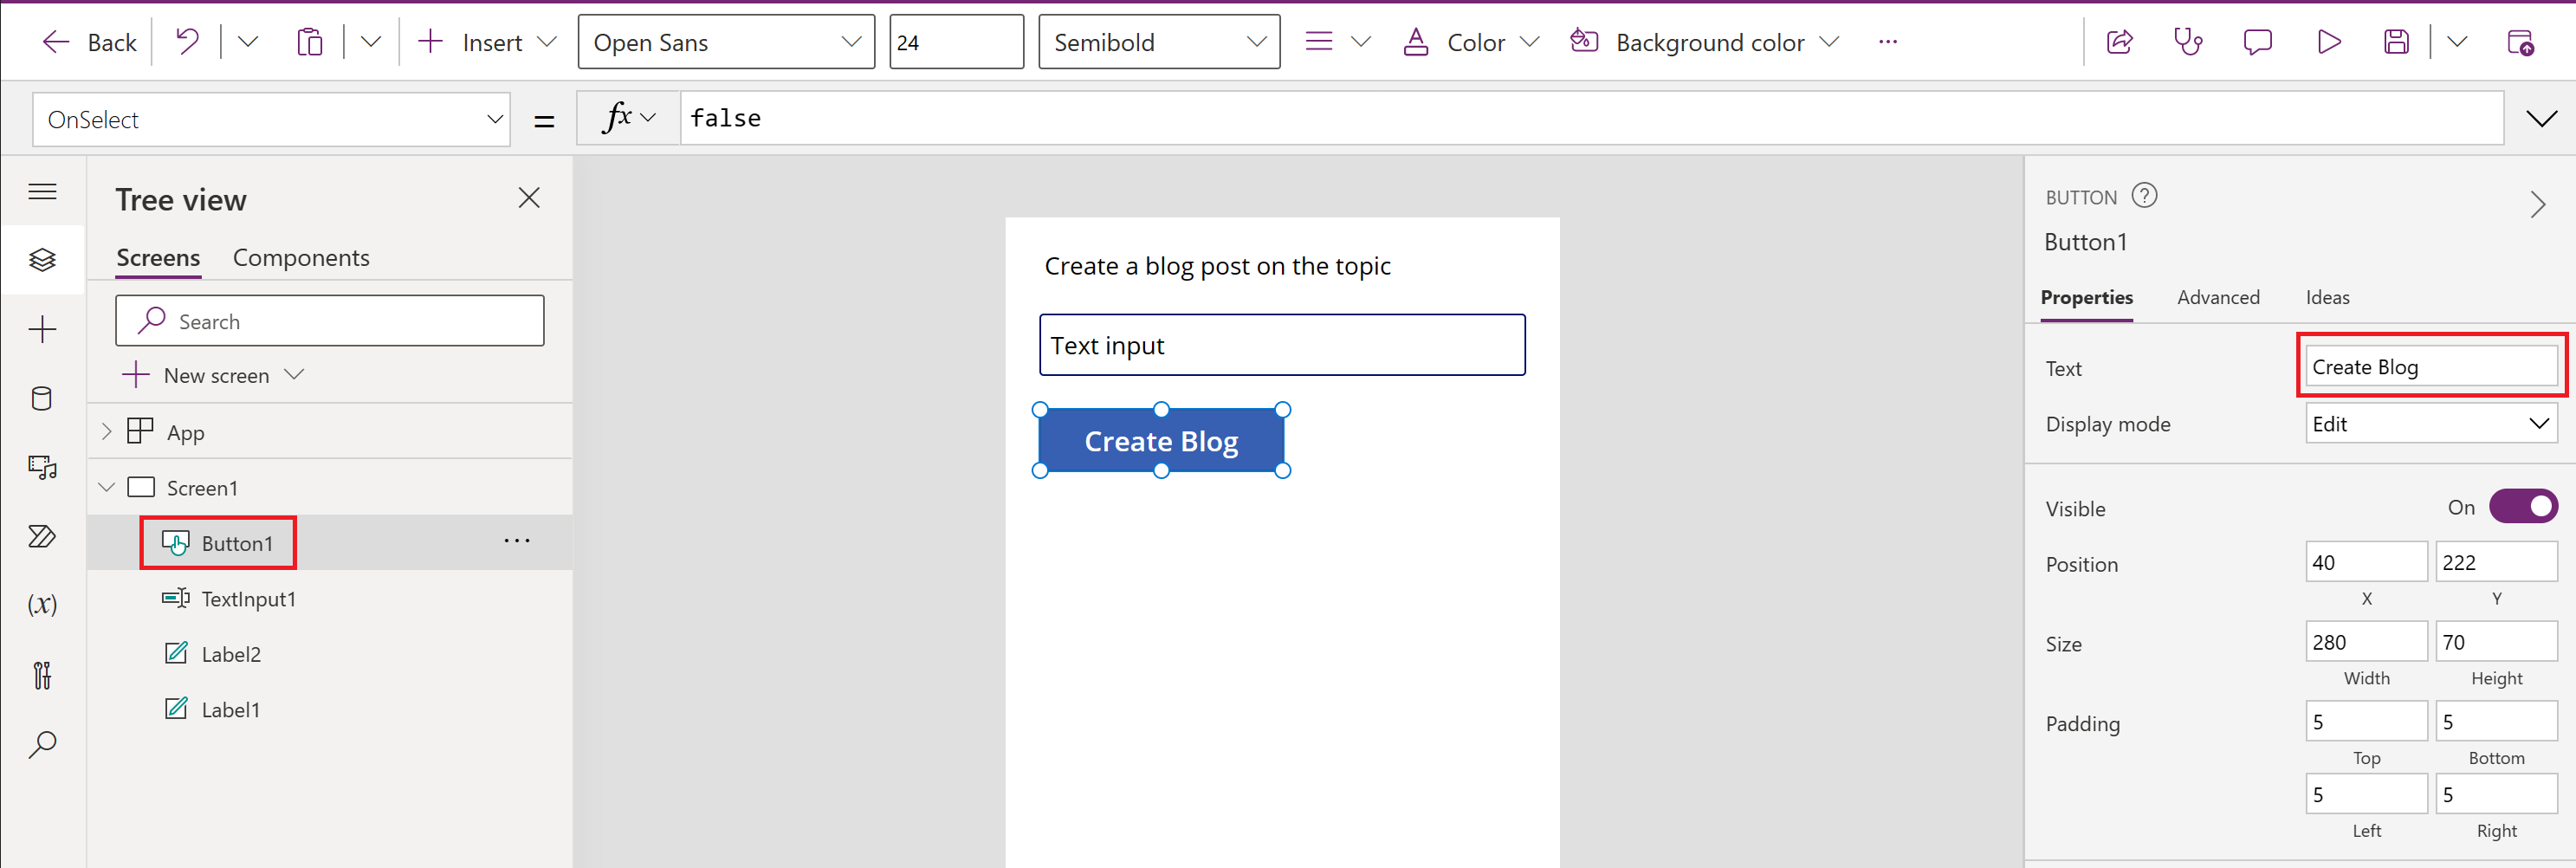 Back
Insert
Open Sans
24
Semibold
Color
Background color
OnSelect
=
fx
false
Tree view
Screens
Components
Search
New screen
App
Screen1
Button1
TextInput1
Label2
Label1
(x)
Create a blog post on the topic
Text input
Create Blog
BUTTON
Button1
Properties
Advanced
Ideas
Text
Create Blog
Display mode
Edit
Visible
On
Position
40
222
X
Y
Size
280
70
Width
Height
Padding
5
5
Top
Bottom
5
5
Left
Right